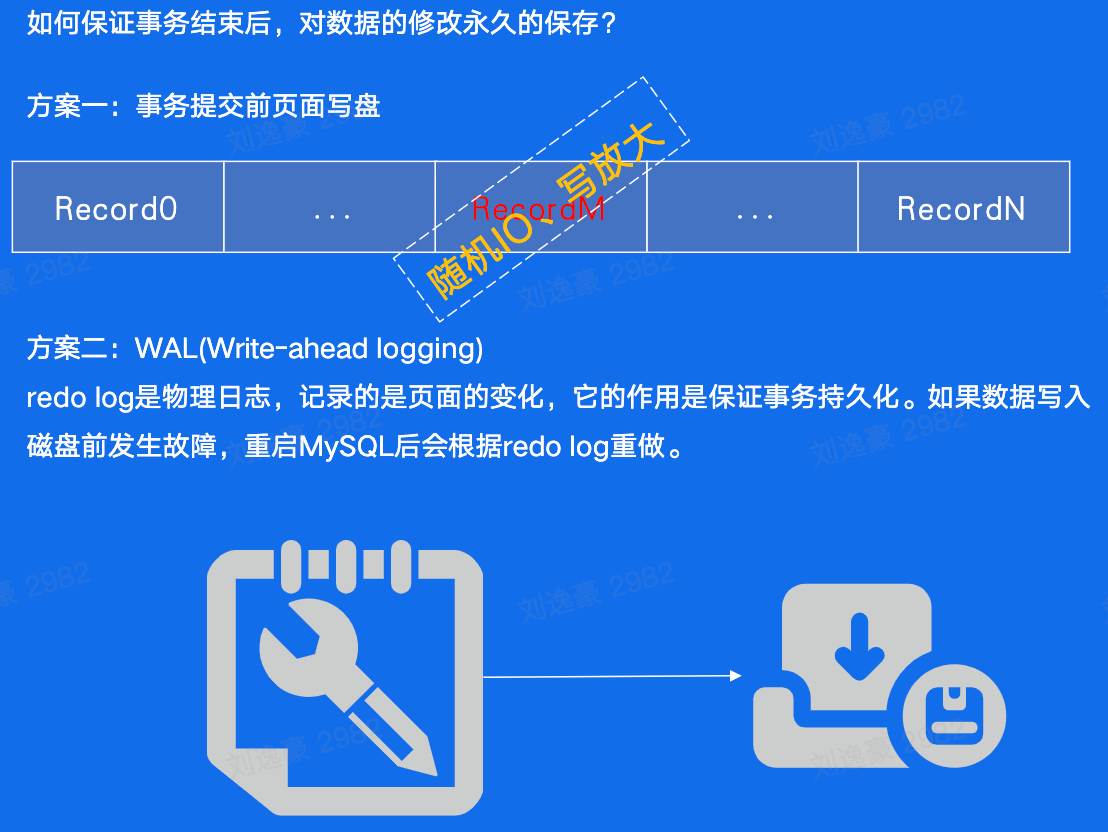 如何保证事务结束后，对数据的修改永久的保存？
方案一：事务提交前页面写盘
刘逸豪 2982
刘逸豪 2982
Record0
...
RecordM
...
RecordN
随机IO、写放大
豪 2982
刘逸豪 2982
方案二：WAL(Write-ahead logging)
redo log是物理日志，记录的是页面的变化，它的作用是保证事务持久化。如果数据写入
磁盘前发生故障，重启MySQL后会根据redo log重做。
刘逸豪 2982
刘逸豪 2982
豪 2982
刘逸豪 2982
刘逸豪 2982
刘逸豪 2982